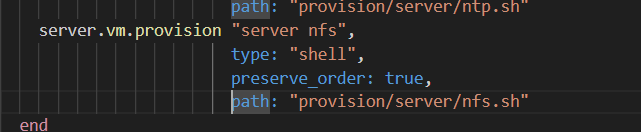 path: "provision/server/ntp.sh"
server.vm.provision "server nfs",
type: "shell",
preserve_order: true,
path: "provision/server/nfs.sh"
end